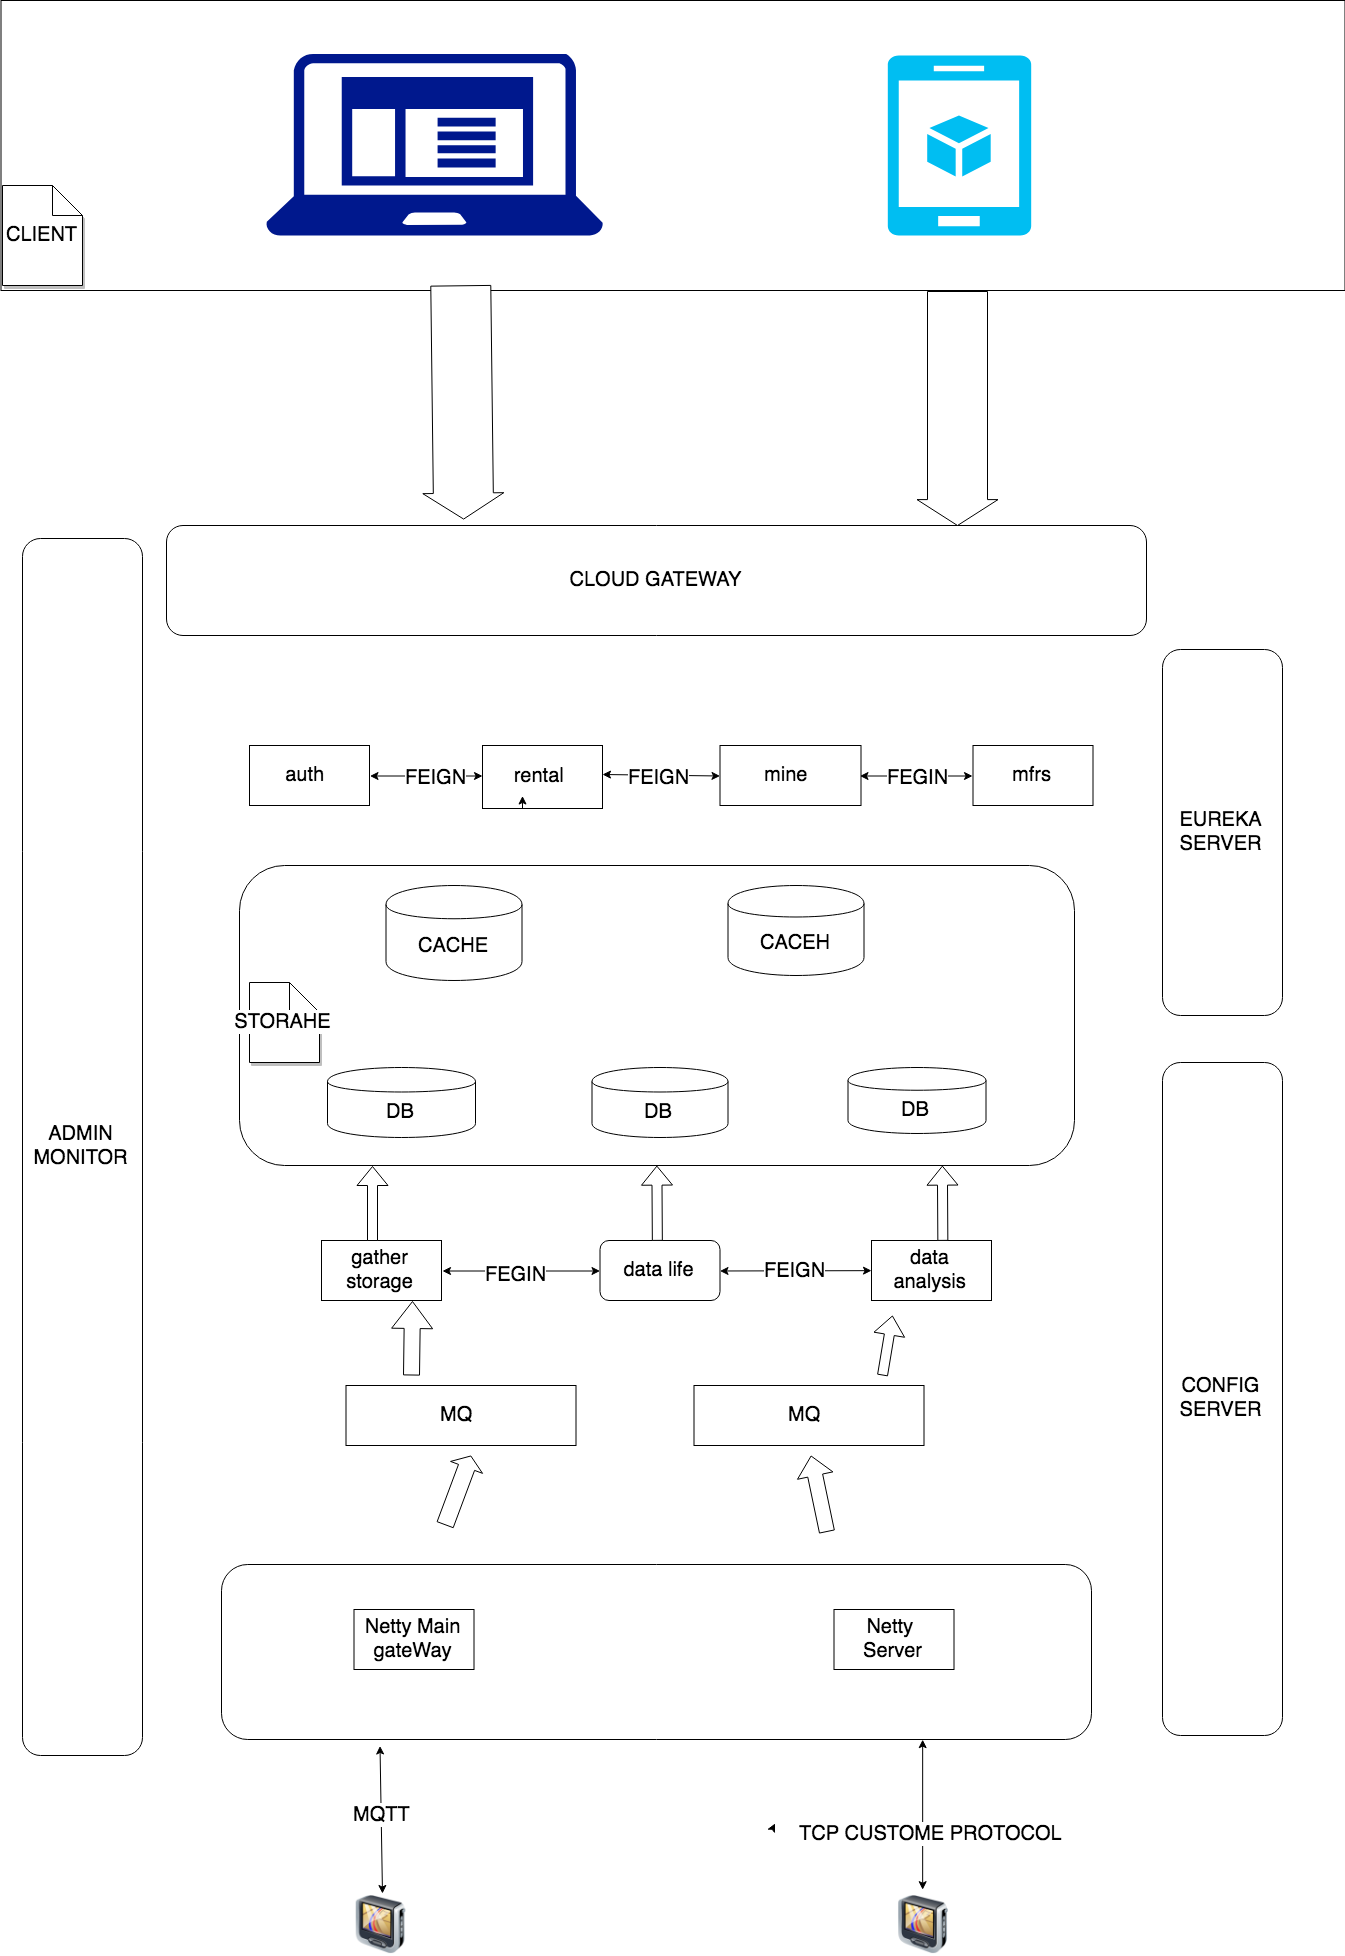 CLIENT
CLOUD GATEWAY
auth
FEIGN
rental
FEIGN
mine
FEGIN
mfrs
EUREKA
SERVER
CACHE
CACEH
STORAHE
DB
DB
DB
ADMIN
MONITOR
gather
storage
FEGIN
data life
FEIGN
data
analysis
MQ
MQ
CONFIG
SERVER
Netty Main
gateWay
Netty
Server
MQTT
TCP CUSTOME PROTOCOL